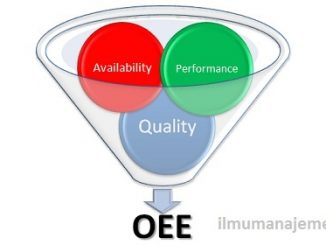 Availability
Performance
Quality
OEE
ilmumanajeme